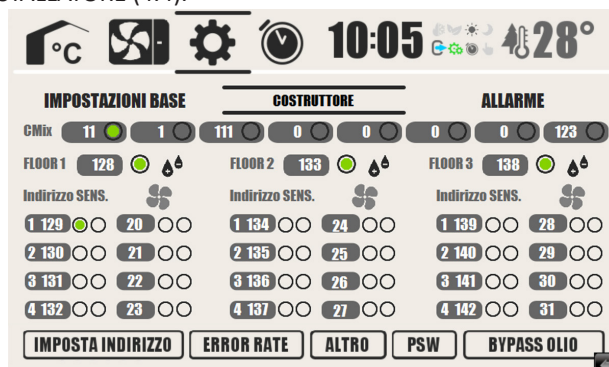 °C 10:05 28°
IMPOSTAZIONI BASE COSTRUTTORE ALLARME
CMix 11 1 111 0 0 0 0 123
FLOOR 1 128 FLOOR 2 133 FLOOR 3 138
Indirizzo SENS. Indirizzo SENS. Indirizzo SENS.
1 129 20 1 134 24 1 139 28
2 130 21 2 135 25 2 140 29
3 131 22 3 136 26 3 141 30
4 132 23 4 137 27 4 142 31
IMPOSTA INDIRIZZO ERROR RATE ALTRO PSW BYPASS OLIO